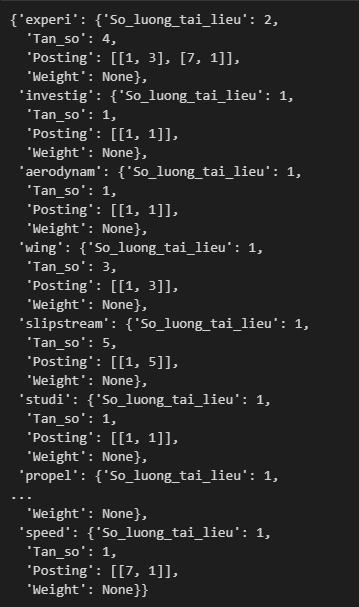 {'experi': {'So_luong_tai_lieu': 2,
'Tan_so': 4,
'Posting': [[1, 3], [7, 1]],
'Weight': None},
'investig': {'So_luong_tai_lieu': 1,
'Tan_so': 1,
'Posting': [[1, 1]],
'Weight': None},
'aerodynam': {'So_luong_tai_lieu': 1,
'Tan_so': 1,
'Posting': [[1, 1]],
'Weight': None},
'wing': {'So_luong_tai_lieu': 1,
'Tan_so': 3,
'Posting': [[1, 3]],
'Weight': None},
'slipstream': {'So_luong_tai_lieu': 1,
'Tan_so': 5,
'Posting': [[1, 5]],
'Weight': None},
'studi': {'So_luong_tai_lieu': 1,
'Tan_so': 1,
'Posting': [[1, 1]],
'Weight': None},
'propel': {'So_luong_tai_lieu': 1,
...
'Weight': None},
'speed': {'So_luong_tai_lieu': 1,
'Tan_so': 1,
'Posting': [[7, 1]],
'Weight': None}}